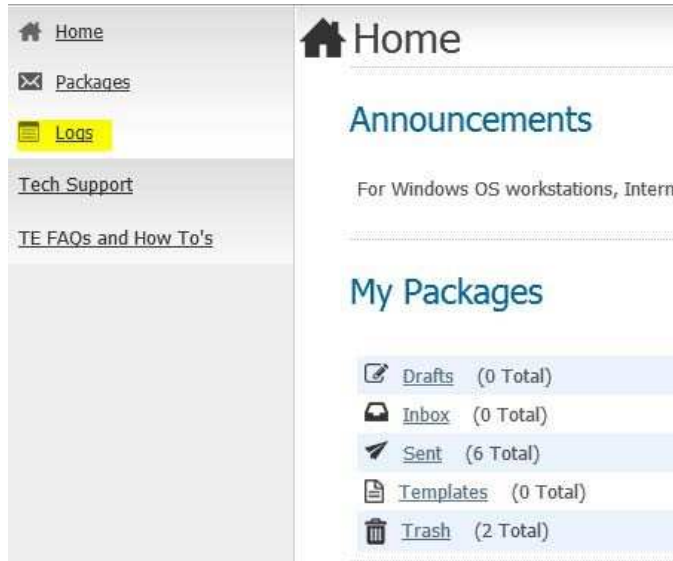 Home
Packages
Logs
Tech Support
TE FAQs and How To's
Home
Announcements
For Windows OS workstations, Intern
My Packages
Drafts (0 Total)
Inbox (0 Total)
Sent (6 Total)
Templates (0 Total)
Trash (2 Total)